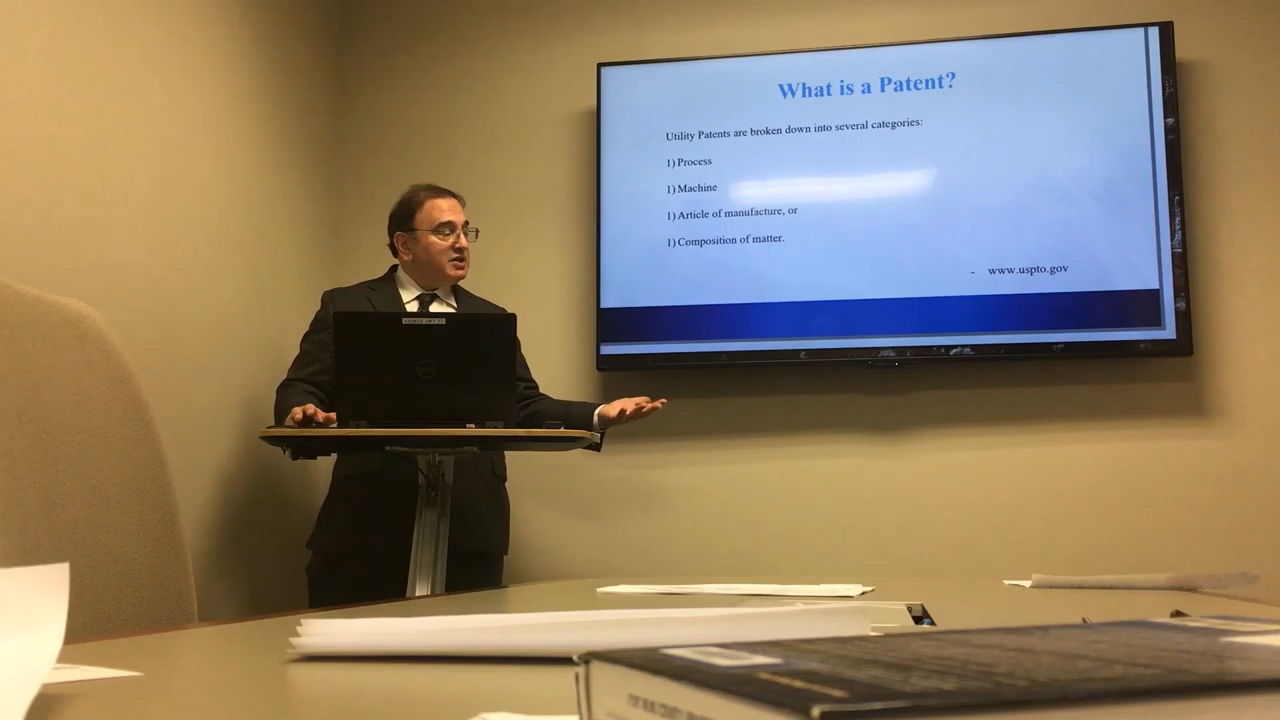 What is a Patent?
Utility Patents are broken down into several categories:
1) Process
1) Machine
1) Article of manufacture, or
1) Composition of matter.
- www.uspto.gov
DELL